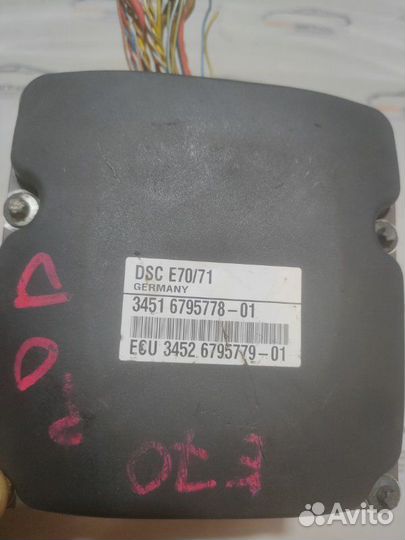 DSC E70/71
GERMANY
3451 6795778-01
ECU 3452 6795779-01
E70
Avito